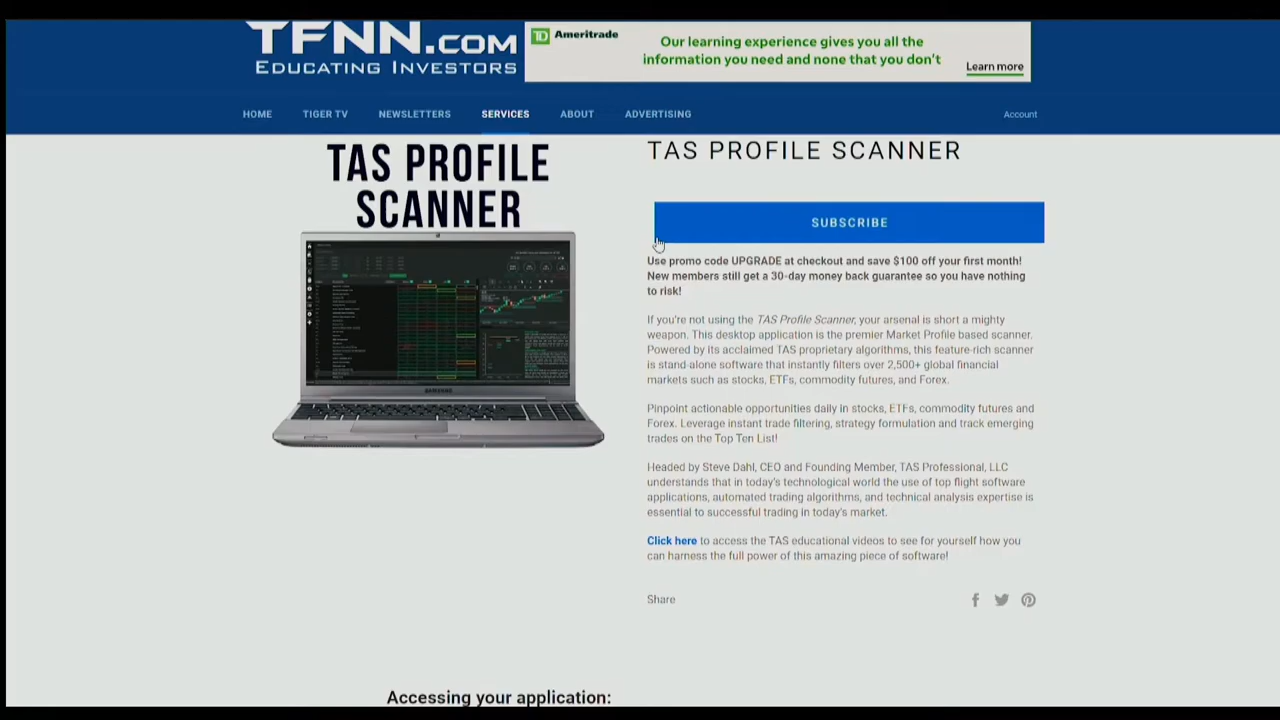 TFNN.COM
EDUCATING INVESTORS
Ameritrade
Our learning experience gives you all the
information you need and none that you don't
Learn more
HOME
TIGER TV
NEWSLETTERS
SERVICES
ABOUT
ADVERTISING
Account
TAS PROFILE
SCANNER
SAMSUNG
TAS PROFILE SCANNER
SUBSCRIBE
Use promo code UPGRADE at checkout and save $100 off your first month!
New members still get a 30-day money back guarantee so you have nothing
to risk!
If you're not using the TAS Profile Scanner, your arsenal is short a mighty
weapon. This desktop application is the premier Market Profile based scanner.
Powered by its acclaimed TAS proprietary algorithms, this feature-rich scanner
is stand-alone software that instantly filters over 2,500+ global financial
markets such as stocks, ETFs, commodity futures, and Forex.
Pinpoint actionable opportunities daily in stocks, ETFs, commodity futures and
Forex. Leverage instant trade filtering, strategy formulation and track emerging
trades on the Top Ten List!
Headed by Steve Dahl, CEO and Founding Member, TAS Professional, LLC
understands that in today's technological world the use of top flight software
applications, automated trading algorithms, and technical analysis expertise is
essential to successful trading in today's market.
Click here to access the TAS educational videos to see for yourself how you
can harness the full power of this amazing piece of software!
Share
Accessing your application: